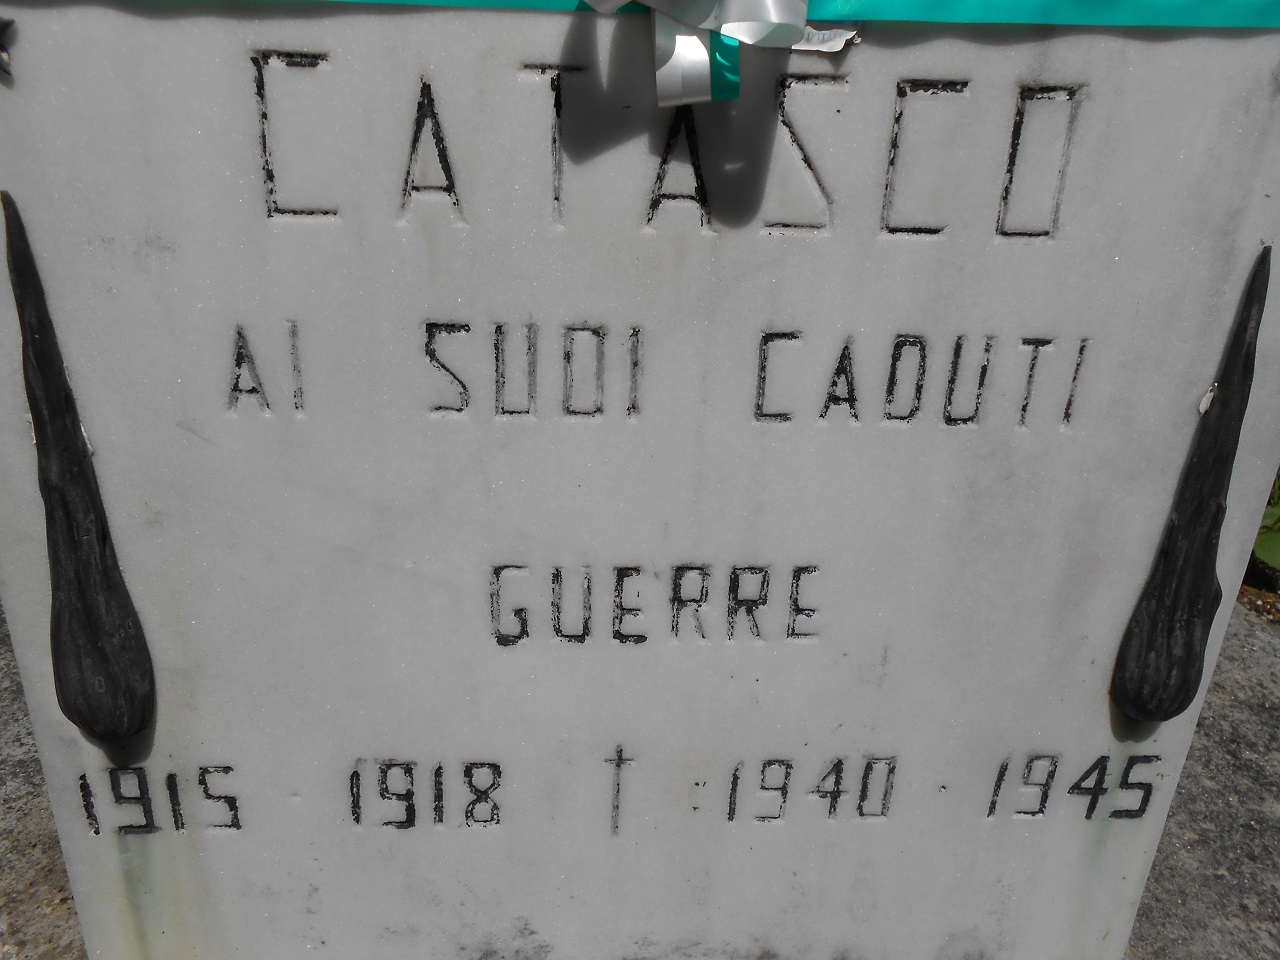 CATASCO
AI SUOI CADUTI
GUERRE
1915 1918 † 1940 · 1945